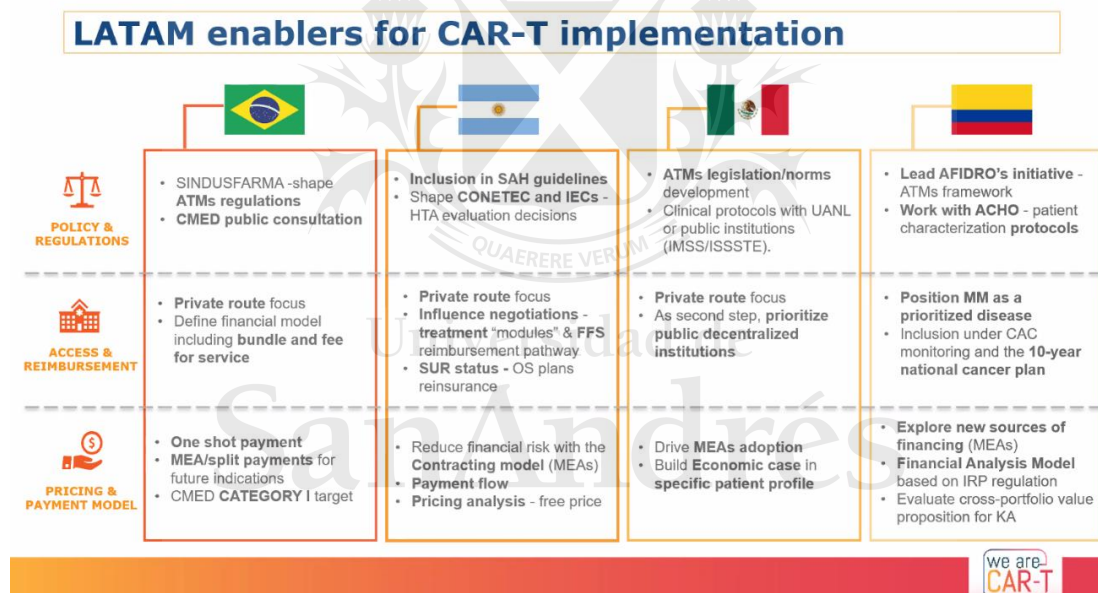 LATAM enablers for CAR-T implementation
POLICY &
REGULATIONS
• SINDUSFARMA -shape
ATMs regulations
• CMED public consultation
• Inclusion in SAH guidelines
• Shape CONETEC and IECs -
HTA evaluation decisions
• ATMs legislation/norms
development
• Clinical protocols with UANL
or public institutions
(IMSS/ISSSTE).
• Lead AFIDRO's initiative -
ATMs framework
• Work with ACHO - patient
characterization protocols
ACCESS &
REIMBURSEMENT
• Private route focus
• Define financial model
including bundle and fee
for service
• Private route focus
• Influence negotiations -
treatment "modules" & FFS
reimbursement pathway
• SUR status - OS plans
reinsurance
• Private route focus
• As second step, prioritize
public decentralized
institutions
• Position MM as a
prioritized disease
• Inclusion under CAC
monitoring and the 10-year
national cancer plan
PRICING &
PAYMENT MODEL
• One shot payment
• MEA/split payments for
future indications
• CMED CATEGORY I target
• Reduce financial risk with the
Contracting model (MEAs)
• Payment flow
• Pricing analysis - free price
• Drive MEAs adoption
• Build Economic case in
specific patient profile
• Explore new sources of
financing (MEAs)
• Financial Analysis Model
based on IRP regulation
• Evaluate cross-portfolio value
proposition for KA
QUAERERE VERUM
Universidad de
SanAndrés
we are
CAR-T